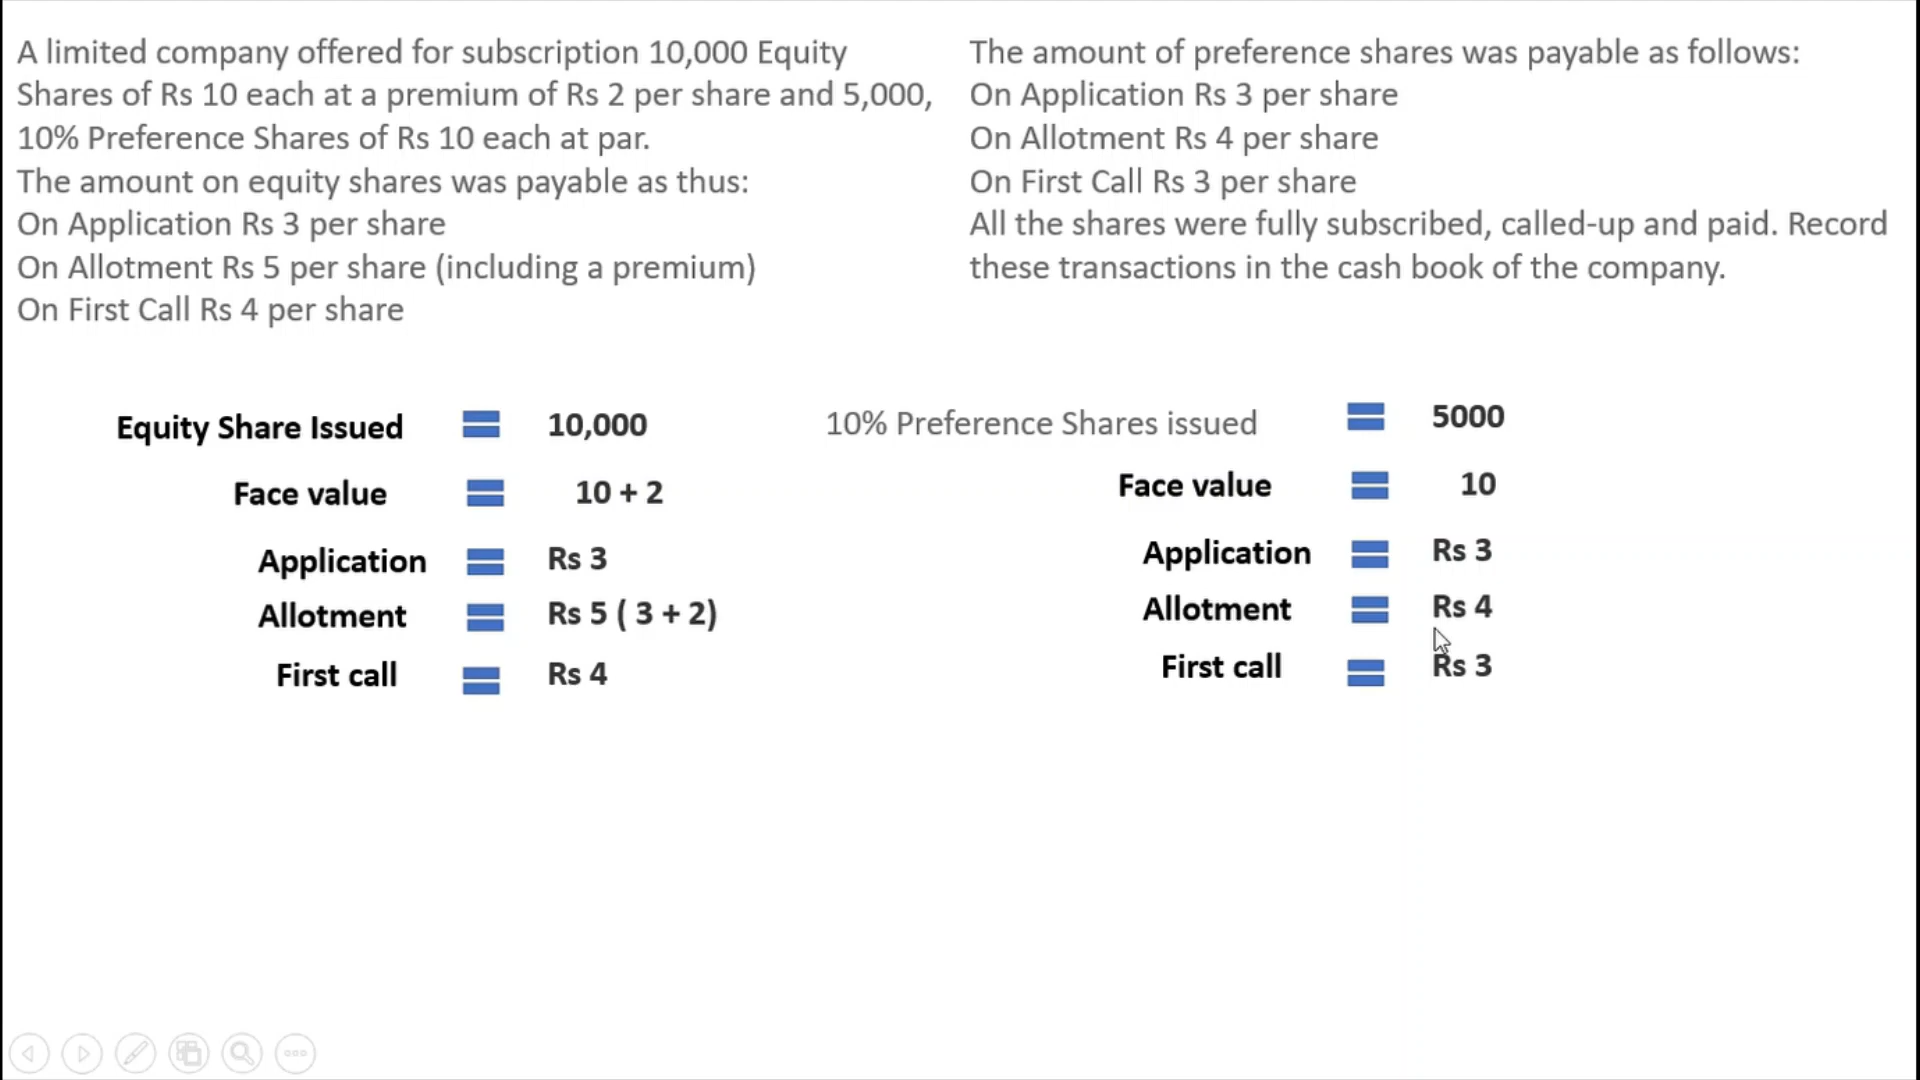 A limited company offered for subscription 10,000 Equity
Shares of Rs 10 each at a premium of Rs 2 per share and 5,000,
10% Preference Shares of Rs 10 each at par.
The amount on equity shares was payable as thus:
On Application Rs 3 per share
On Allotment Rs 5 per share (including a premium)
On First Call Rs 4 per share
The amount of preference shares was payable as follows:
On Application Rs 3 per share
On Allotment Rs 4 per share
On First Call Rs 3 per share
All the shares were fully subscribed, called-up and paid. Record
these transactions in the cash book of the company.
Equity Share Issued = 10,000
Face value = 10 + 2
Application = Rs 3
Allotment = Rs 5 ( 3 + 2)
First call = Rs 4
10% Preference Shares issued = 5000
Face value = 10
Application = Rs 3
Allotment = Rs 4
First call = Rs 3